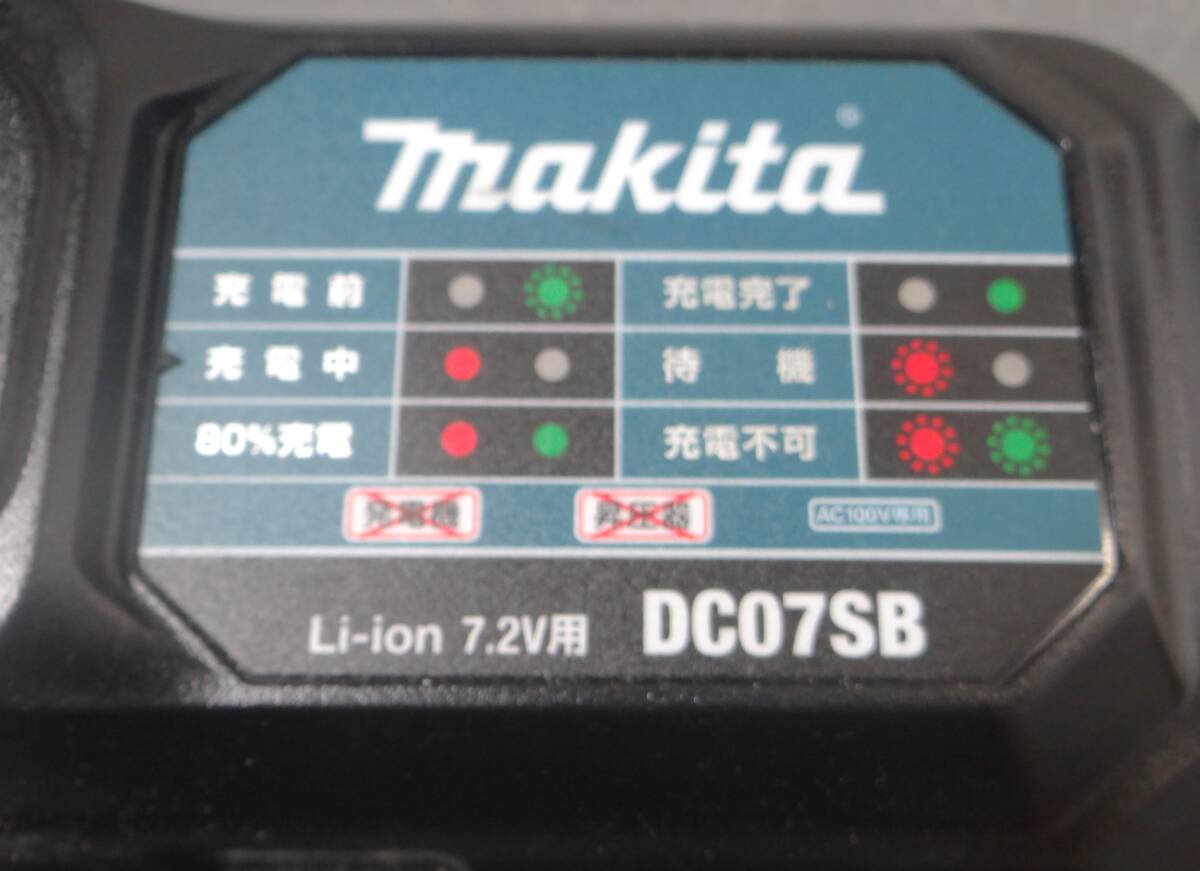 makita®
充電前 充電完了
充電中 待機
80%充電 充電不可
発電機 昇圧器 AC100V専用
Li-ion 7.2V用 DC07SB